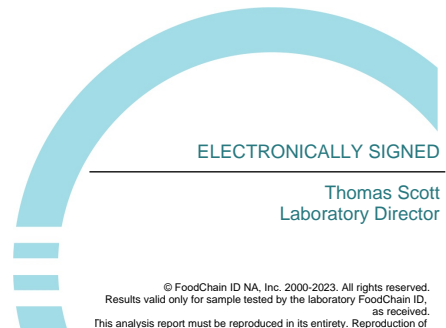 ELECTRONICALLY SIGNED
Thomas Scott
Laboratory Director
© FoodChain ID NA, Inc. 2000-2023. All rights reserved.
Results valid only for sample tested by the laboratory FoodChain ID,
as received.
This analysis report must be reproduced in its entirety. Reproduction of